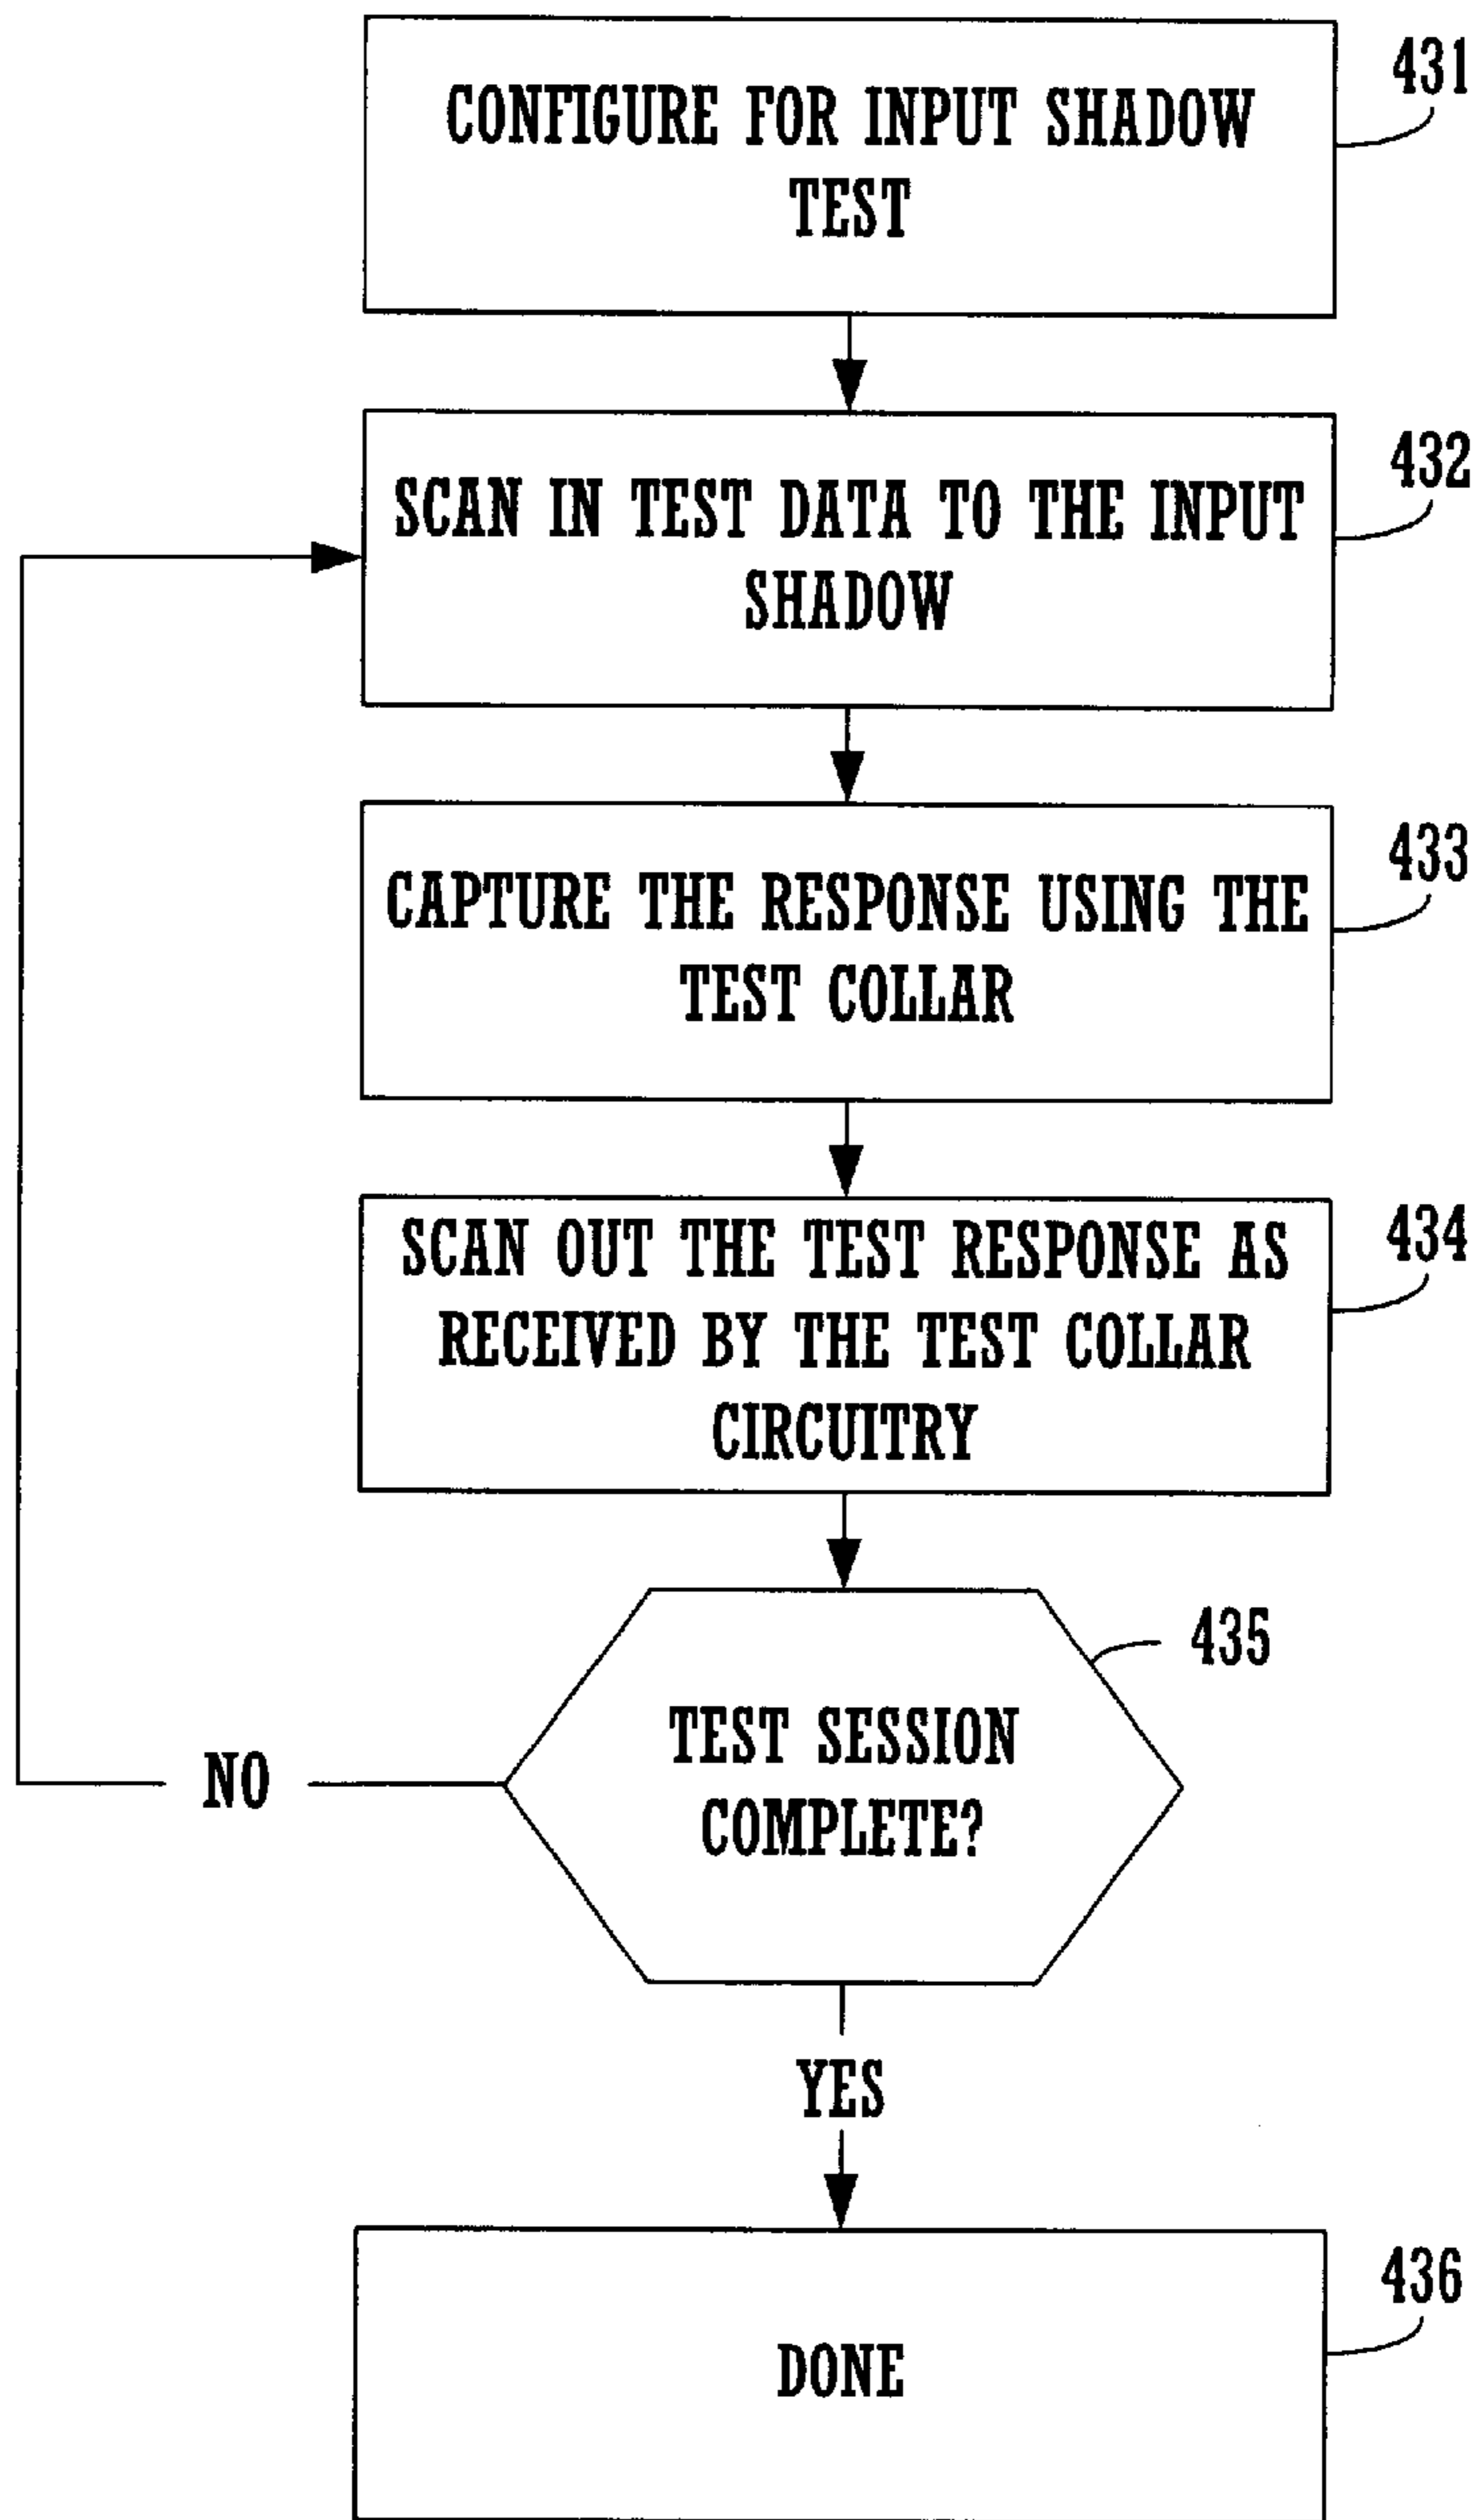 431
CONFIGURE FOR INPUT SHADOW
TEST
432
SCAN IN TEST DATA TO THE INPUT
SHADOW
433
CAPTURE THE RESPONSE USING THE
TEST COLLAR
434
SCAN OUT THE TEST RESPONSE AS
RECEIVED BY THE TEST COLLAR
CIRCUITRY
435
TEST SESSION
COMPLETE?
NO
YES
436
DONE